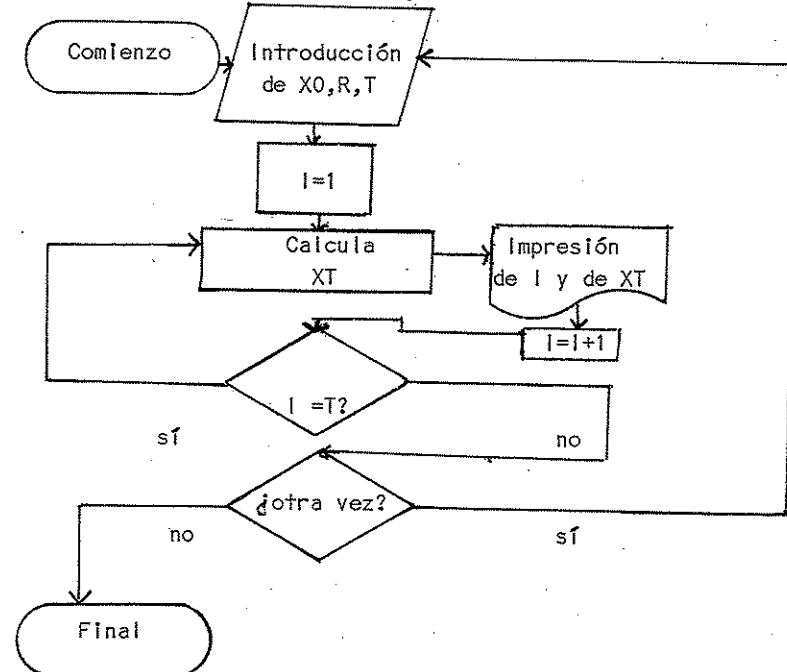 Comienzo
Introducción
de X0,R,T
I=1
Calcula
XT
Impresión
de I y de XT
I=I+1
I =T?
sí
no
¿otra vez?
no
sí
Final